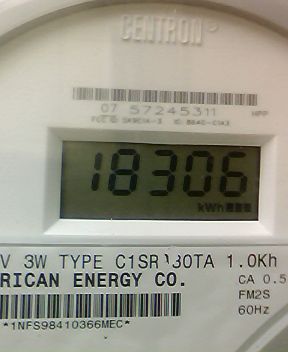 CENTRON
07 57245311
18306
kWh
V 3W TYPE C1SR 30TA 1.0Kh
RICAN ENERGY CO.
CA 0.5
FM2S
60Hz
*1NFS98410366MEC*